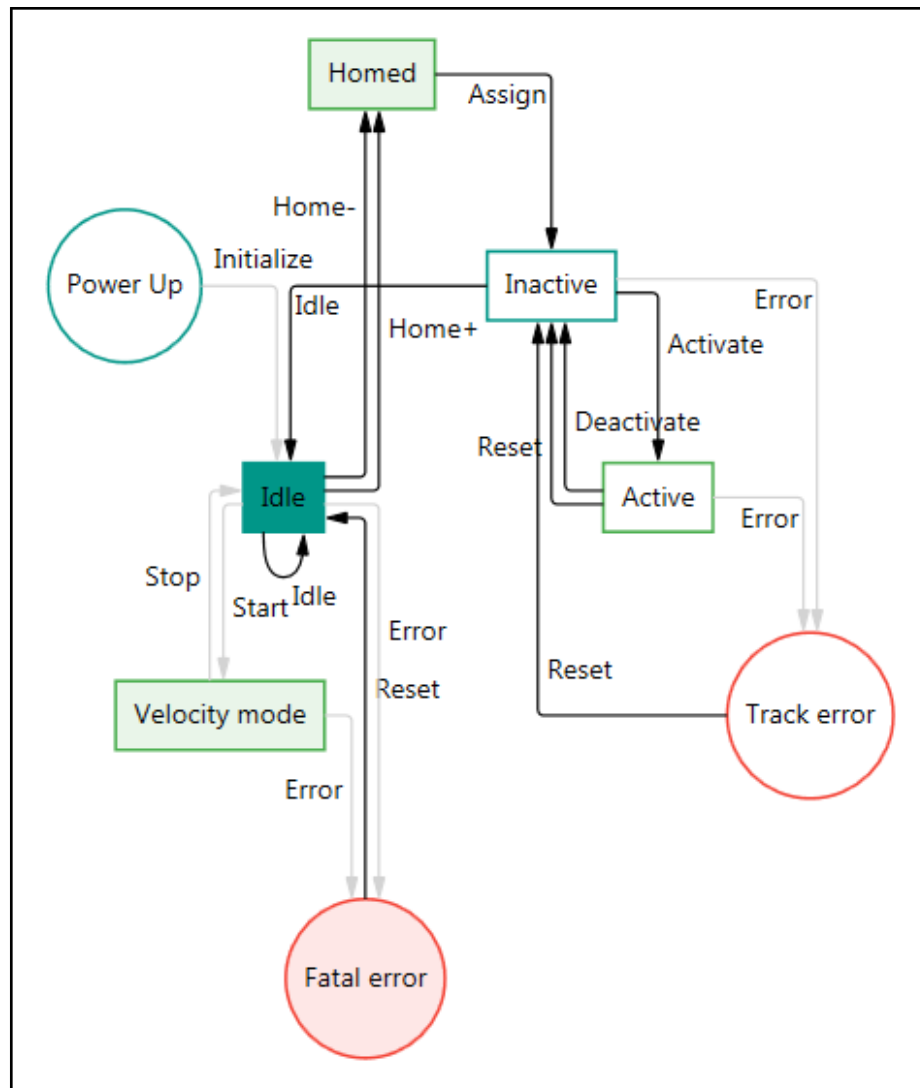 Homed
Assign
Home-
Initialize
Power Up
Inactive
Idle
Error
Home+
Activate
Deactivate
Reset
Idle
Active
Error
Stop
Start
Idle
Error
Reset
Reset
Velocity mode
Track error
Error
Fatal error